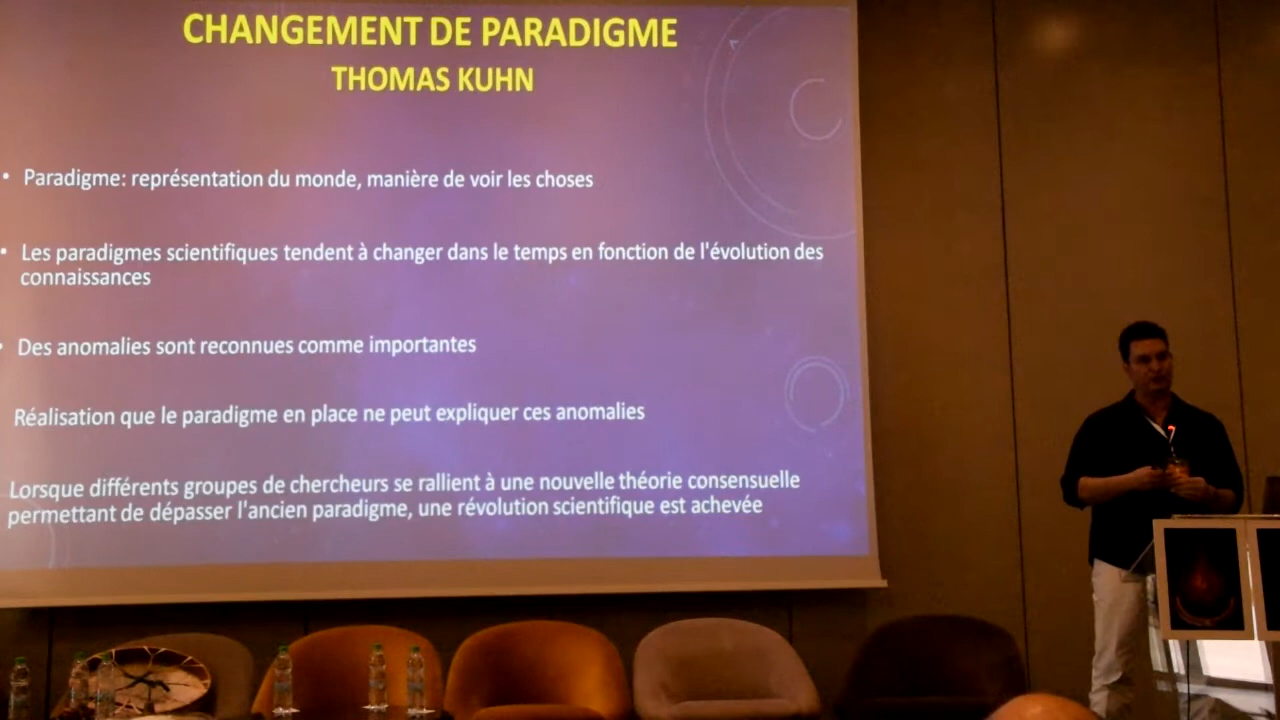 CHANGEMENT DE PARADIGME
THOMAS KUHN
• Paradigme: représentation du monde, manière de voir les choses
• Les paradigmes scientifiques tendent à changer dans le temps en fonction de l'évolution des
connaissances
• Des anomalies sont reconnues comme importantes
Réalisation que le paradigme en place ne peut expliquer ces anomalies
Lorsque différents groupes de chercheurs se rallient à une nouvelle théorie consensuelle
permettant de dépasser l'ancien paradigme, une révolution scientifique est achevée